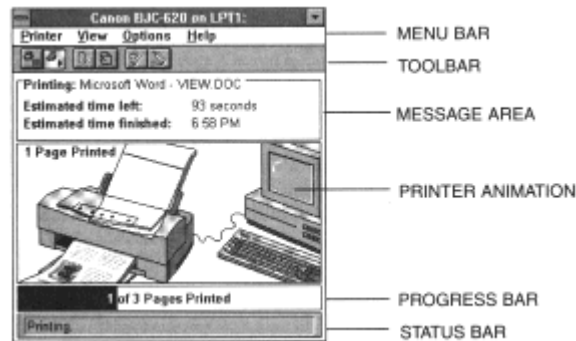 Canon BJC-620 on LPT1:
Printer View Options Help
MENU BAR
TOOLBAR
Printing: Microsoft Word - VIEW.DOC
Estimated time left: 93 seconds
Estimated time finished: 6:58 PM
MESSAGE AREA
1 Page Printed
PRINTER ANIMATION
1 of 3 Pages Printed
PROGRESS BAR
Printing
STATUS BAR